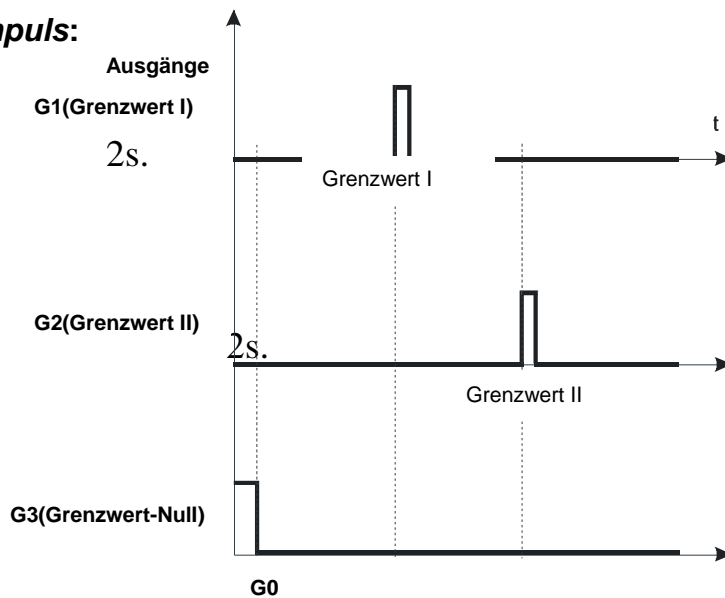 mpuls:
Ausgänge
G1(Grenzwert I)
t
2s.
Grenzwert I
G2(Grenzwert II)
2s.
Grenzwert II
G3(Grenzwert-Null)
G0